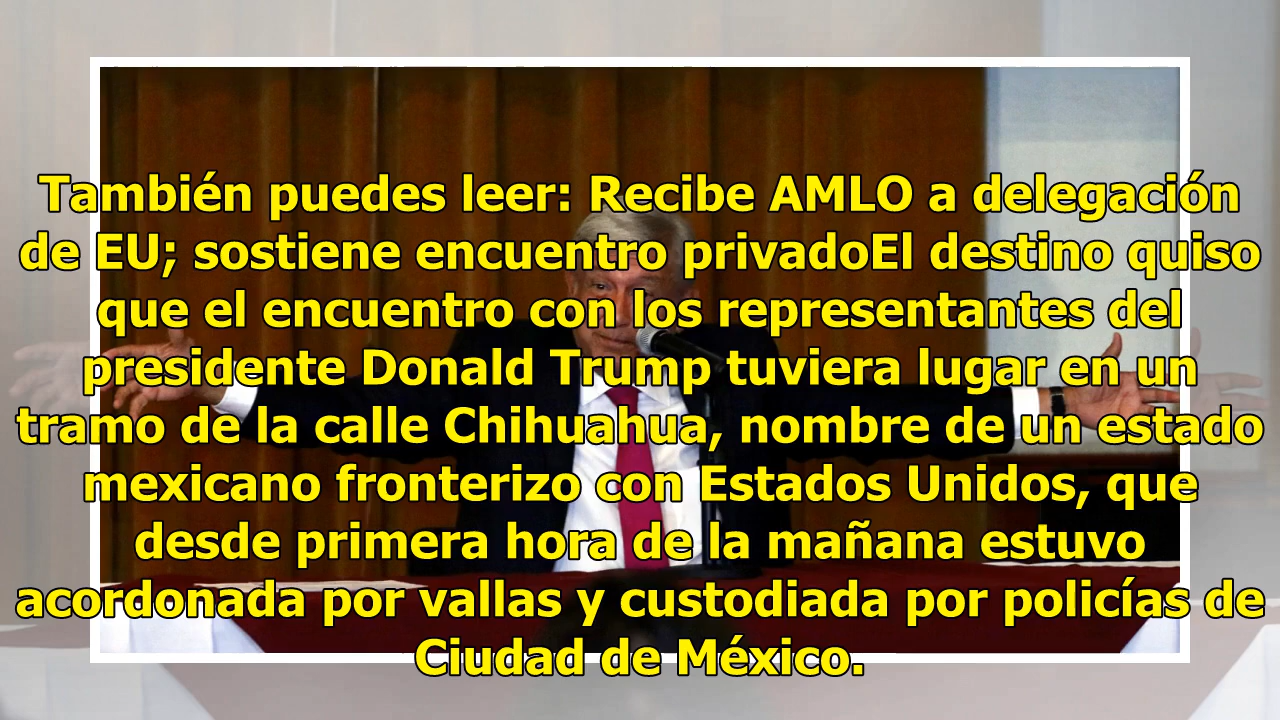 También puedes leer: Recibe AMLO a delegación
de EU; sostiene encuentro privadoEl destino quiso
que el encuentro con los representantes del
presidente Donald Trump tuviera lugar en un
tramo de la calle Chihuahua, nombre de un estado
mexicano fronterizo con Estados Unidos, que
desde primera hora de la mañana estuvo
acordonada por vallas y custodiada por policías de
Ciudad de México.